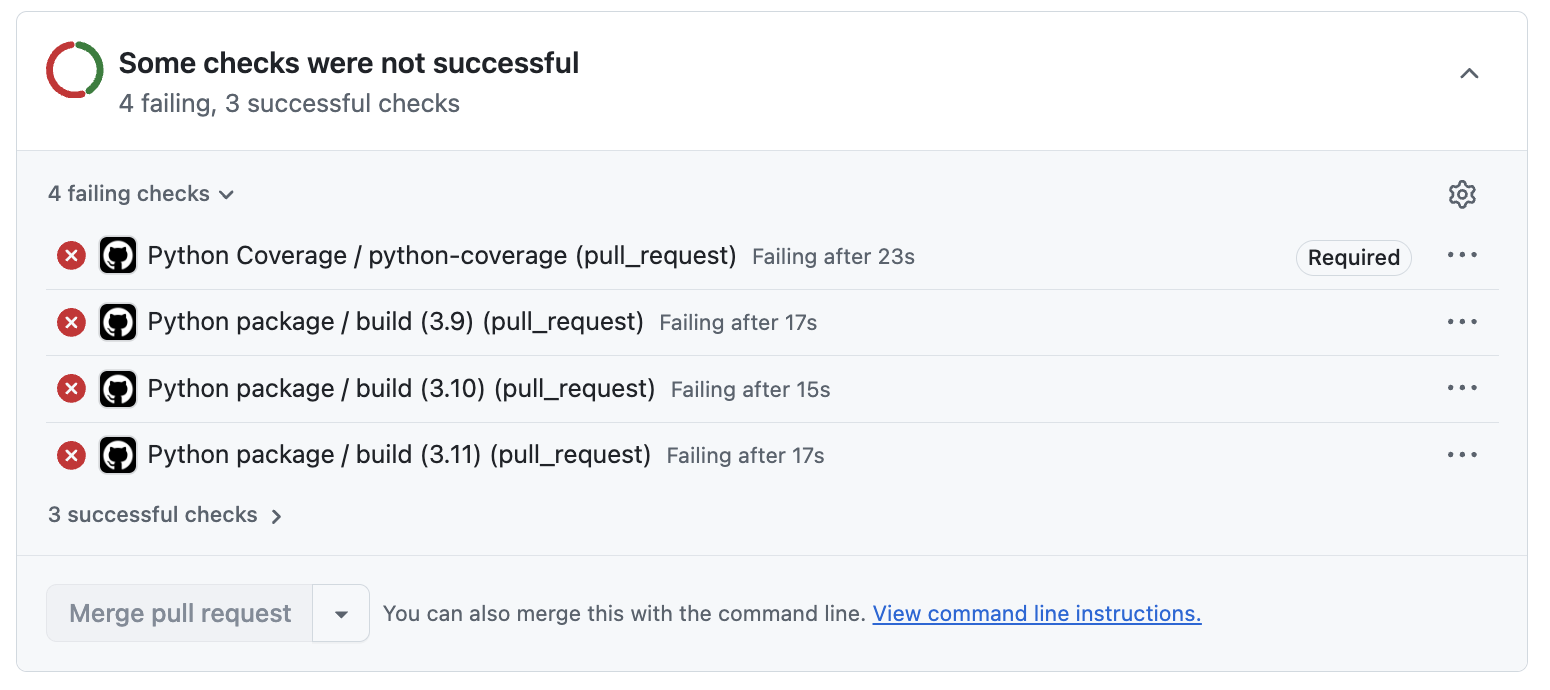 Some checks were not successful
4 failing, 3 successful checks
4 failing checks
Python Coverage / python-coverage (pull_request) Failing after 23s Required
Python package / build (3.9) (pull_request) Failing after 17s
Python package / build (3.10) (pull_request) Failing after 15s
Python package / build (3.11) (pull_request) Failing after 17s
3 successful checks
Merge pull request You can also merge this with the command line. View command line instructions.